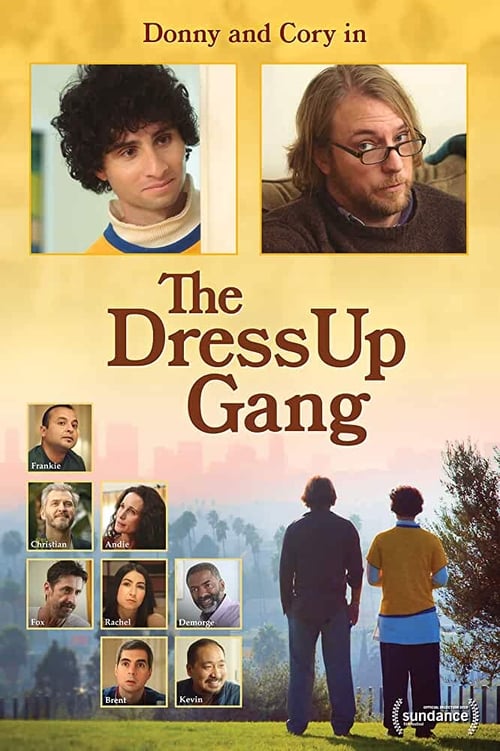 Donny and Cory in
The
DressUp
Gang
Frankie
Christian
Andie
Fox
Rachel
Demorge
Brent
Kevin
sundance